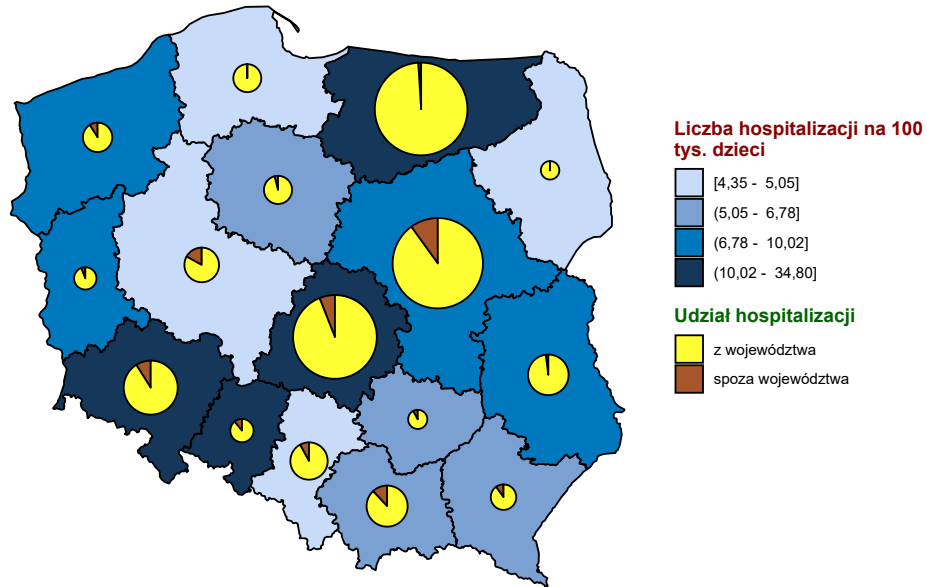 Liczba hospitalizacji na 100
tys. dzieci
[4,35 - 5,05]
(5,05 - 6,78]
(6,78 - 10,02]
(10,02 - 34,80]
Udział hospitalizacji
z województwa
spoza województwa